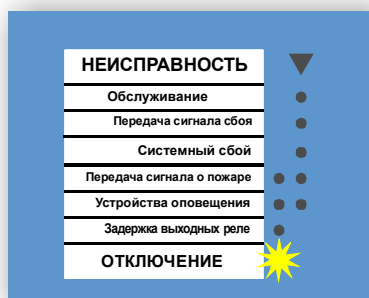 НЕИСПРАВНОСТЬ
Обслуживание
Передача сигнала сбоя
Системный сбой
Передача сигнала о пожаре
Устройства оповещения
Задержка выходных реле
ОТКЛЮЧЕНИЕ